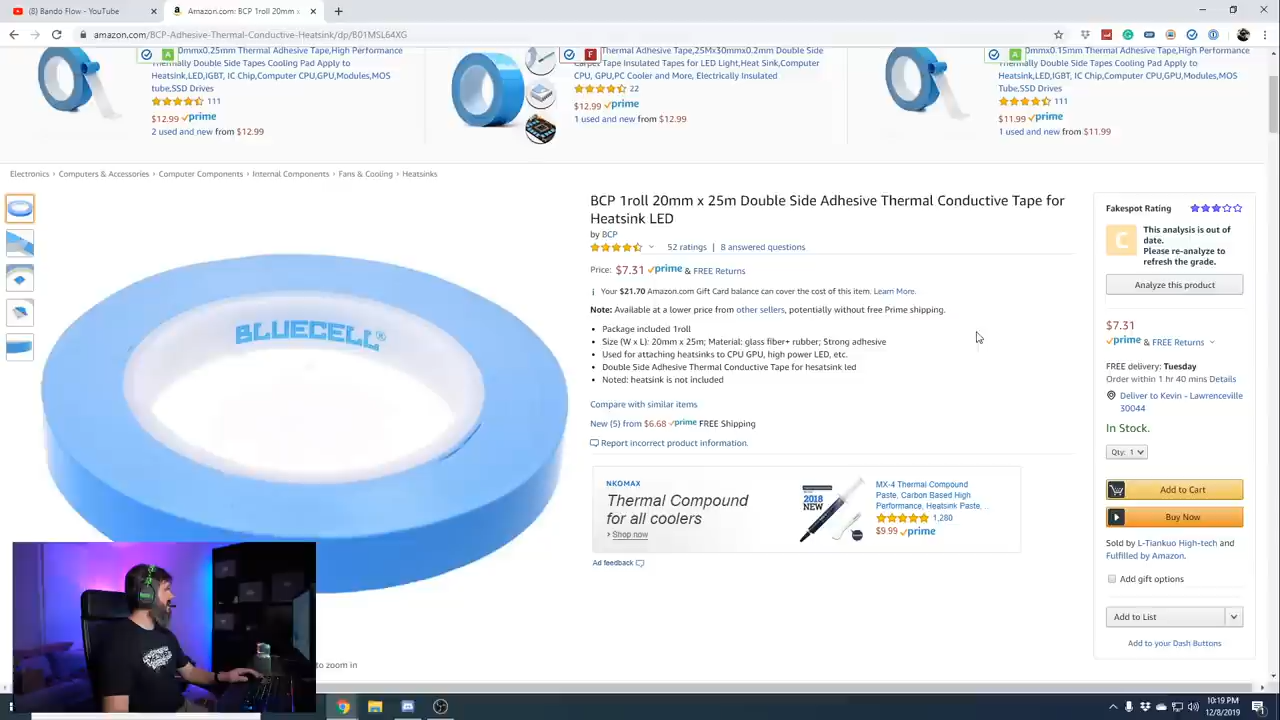 (8) Bando Flow - YouTube
Amazon.com: BCP 1roll 20mm x
amazon.com/BCP-Adhesive-Thermal-Conductive-Heatsink/dp/B01MSL64XG
0mmx0.25mm Thermal Adhesive Tape,High Performance
Thermally Double Side Tapes Cooling Pad Apply to
Heatsink,LED,IGBT, IC Chip,Computer CPU,GPU,Modules,MOS
tube,SSD Drives
111
$12.99 prime
2 used and new from $12.99
Thermal Adhesive Tape,25Mx30mmx0.2mm Double Side
Carpet Tape Insulated Tapes for LED Light,Heat Sink,Computer
CPU, GPU,PC Cooler and More, Electrically Insulated
22
$12.99 prime
1 used and new from $12.99
0mmx0.15mm Thermal Adhesive Tape,High Performance
Thermally Double Side Tapes Cooling Pad Apply to
Heatsink,LED,IGBT, IC Chip,Computer CPU,GPU,Modules,MOS
Tube,SSD Drives
111
$11.99 prime
1 used and new from $11.99
Electronics › Computers & Accessories › Computer Components › Internal Components › Fans & Cooling › Heatsinks
BLUECELL®
to zoom in
BCP 1roll 20mm x 25m Double Side Adhesive Thermal Conductive Tape for
Heatsink LED
by BCP
52 ratings | 8 answered questions
Price: $7.31 prime & FREE Returns
Your $21.70 Amazon.com Gift Card balance can cover the cost of this item. Learn More.
Note: Available at a lower price from other sellers, potentially without free Prime shipping.
• Package included 1roll
• Size (W x L): 20mm x 25m; Material: glass fiber+ rubber; Strong adhesive
• Used for attaching heatsinks to CPU GPU, high power LED, etc.
• Double Side Adhesive Thermal Conductive Tape for hesatsink led
• Noted: heatsink is not included
Compare with similar items
New (5) from $6.68 prime FREE Shipping
Report incorrect product information.
NKOMAX
Thermal Compound
for all coolers
› Shop now
2018
NEW
MX-4 Thermal Compound
Paste, Carbon Based High
Performance, Heatsink Paste, ...
1,280
$9.99 prime
Ad feedback
Fakespot Rating
C
This analysis is out of
date.
Please re-analyze to
refresh the grade.
Analyze this product
$7.31
prime & FREE Returns
FREE delivery: Tuesday
Order within 1 hr 40 mins Details
Deliver to Kevin - Lawrenceville
30044
In Stock.
Qty: 1
Add to Cart
Buy Now
Sold by L-Tiankuo High-tech and
Fulfilled by Amazon.
Add gift options
Add to List
Add to your Dash Buttons
10:19 PM
12/8/2019